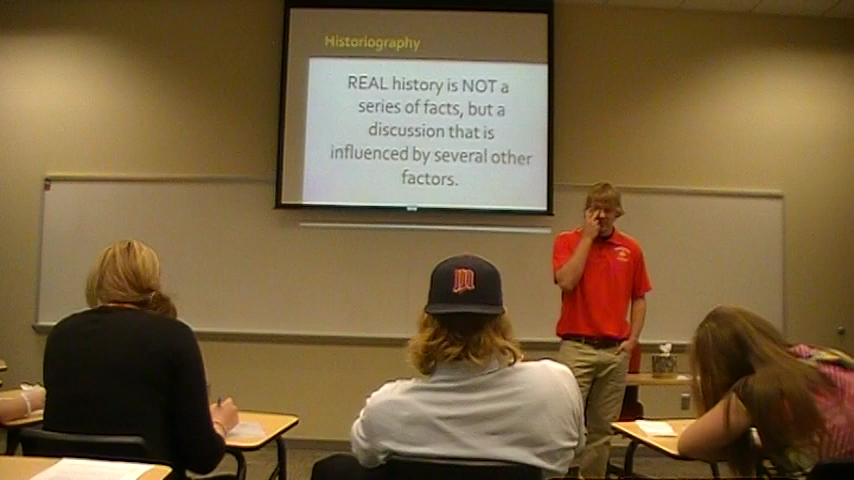 Historiography
REAL history is NOT a
series of facts, but a
discussion that is
influenced by several other
factors.
M